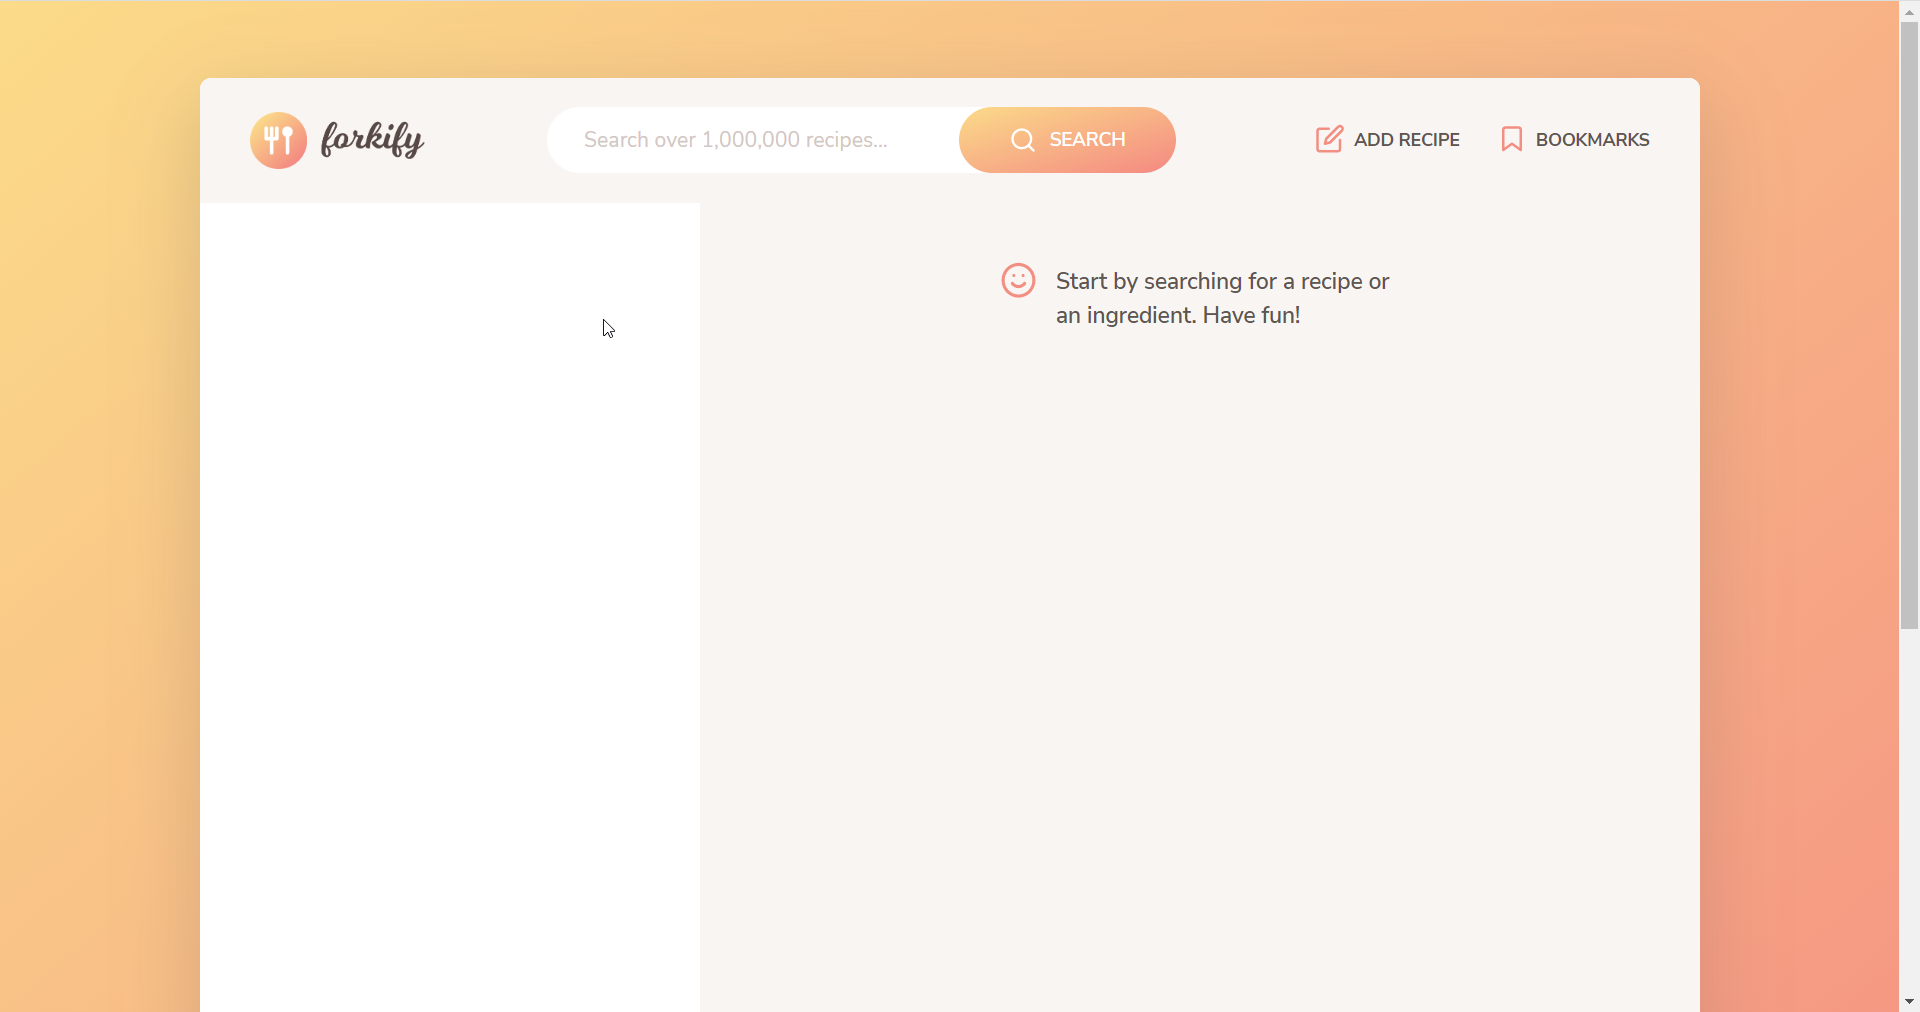 forkify
Search over 1,000,000 recipes...
SEARCH
ADD RECIPE
BOOKMARKS
Start by searching for a recipe or
an ingredient. Have fun!